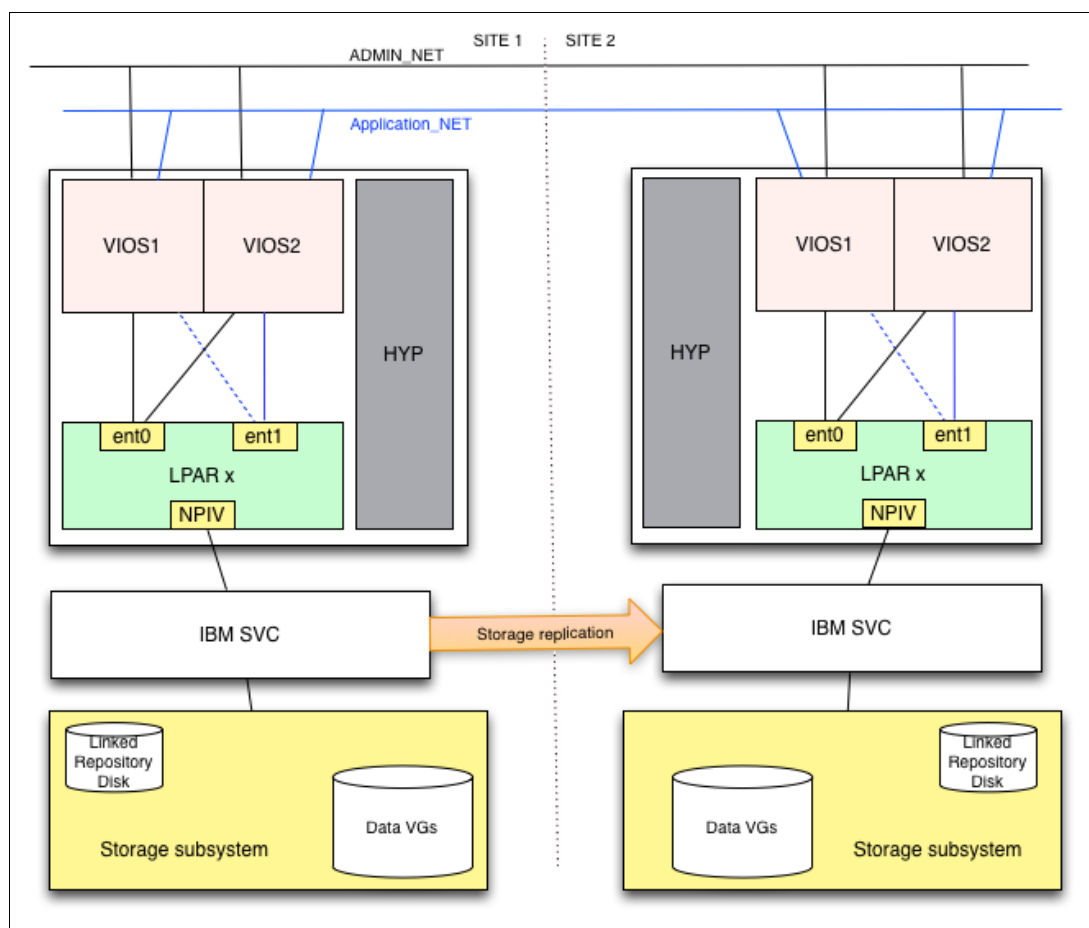 SITE 1
SITE 2
ADMIN_NET
Application_NET
VIOS1
VIOS2
HYP
ent0
ent1
LPAR x
NPIV
HYP
VIOS1
VIOS2
ent0
ent1
LPAR x
NPIV
IBM SVC
Storage replication
IBM SVC
Linked
Repository
Disk
Data VGs
Storage subsystem
Linked
Repository
Disk
Data VGs
Storage subsystem